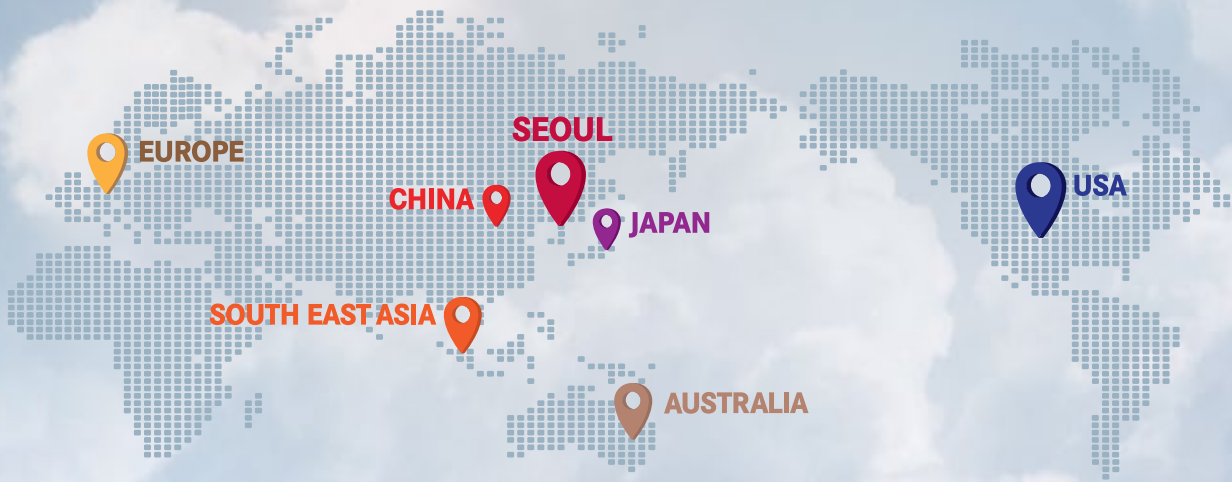 SEOUL
EUROPE
CHINA
USA
JAPAN
SOUTH EAST ASIA
AUSTRALIA